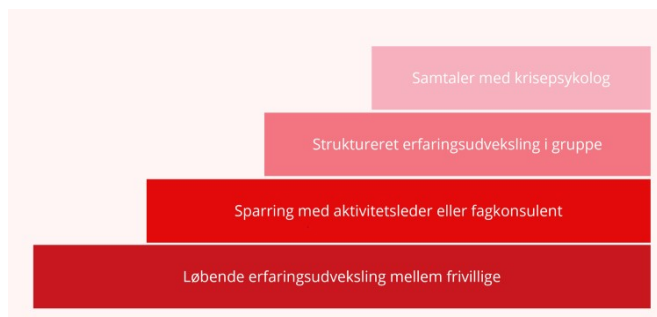 Samtaler med krisepsykolog
Struktureret erfaringsudveksling i gruppe
Sparring med aktivitetsleder eller fagkonsulent
Løbende erfaringsudveksling mellem frivillige